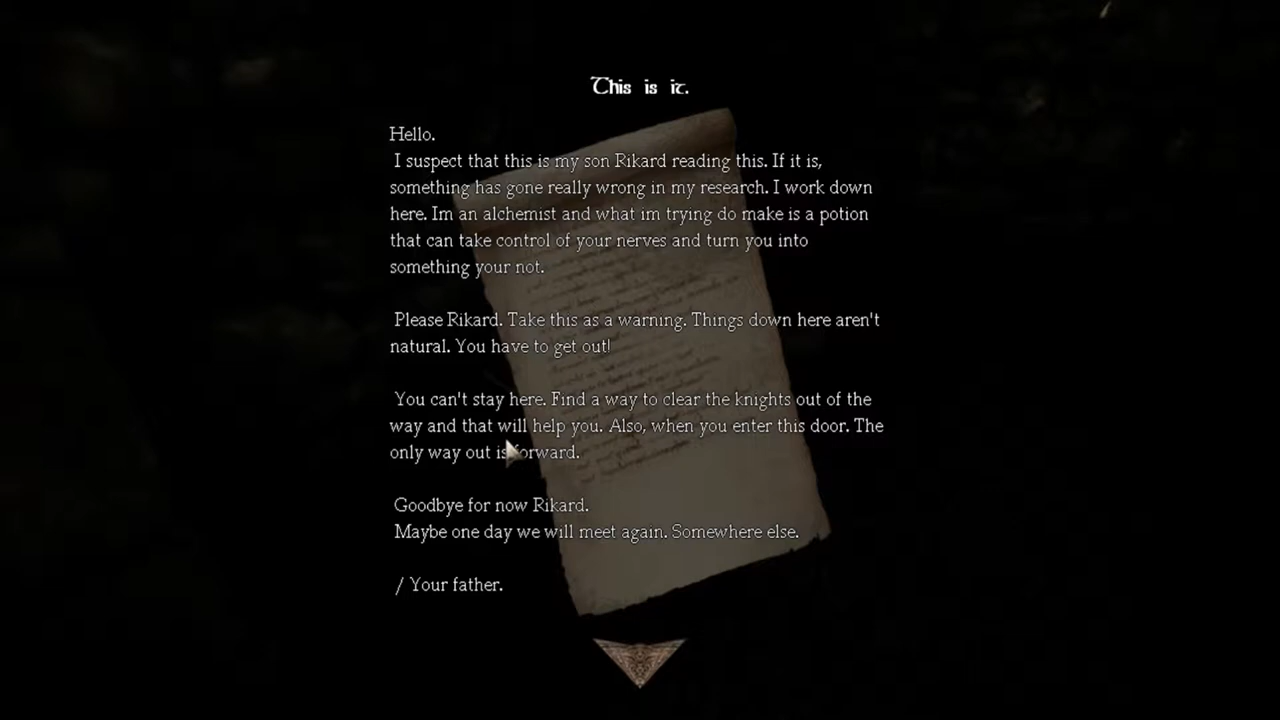 This is it.
Hello.
I suspect that this is my son Rikard reading this. If it is,
something has gone really wrong in my research. I work down
here. Im an alchemist and what im trying do make is a potion
that can take control of your nerves and turn you into
something your not.
Please Rikard. Take this as a warning. Things down here aren't
natural. You have to get out!
You can't stay here. Find a way to clear the knights out of the
way and that will help you. Also, when you enter this door. The
only way out is forward.
Goodbye for now Rikard.
Maybe one day we will meet again. Somewhere else.
/ Your father.